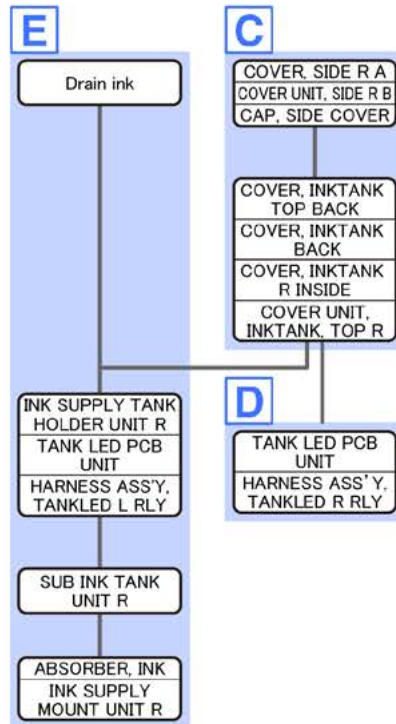 E
Drain ink
INK SUPPLY TANK
HOLDER UNIT R
TANK LED PCB
UNIT
HARNESS ASS'Y,
TANKLED L RLY
SUB INK TANK
UNIT R
ABSORBER, INK
INK SUPPLY
MOUNT UNIT R
C
COVER, SIDE R A
COVER UNIT, SIDE R B
CAP, SIDE COVER
COVER, INKTANK
TOP BACK
COVER, INKTANK
BACK
COVER, INKTANK
R INSIDE
COVER UNIT,
INKTANK, TOP R
D
TANK LED PCB
UNIT
HARNESS ASS'Y,
TANKLED R RLY